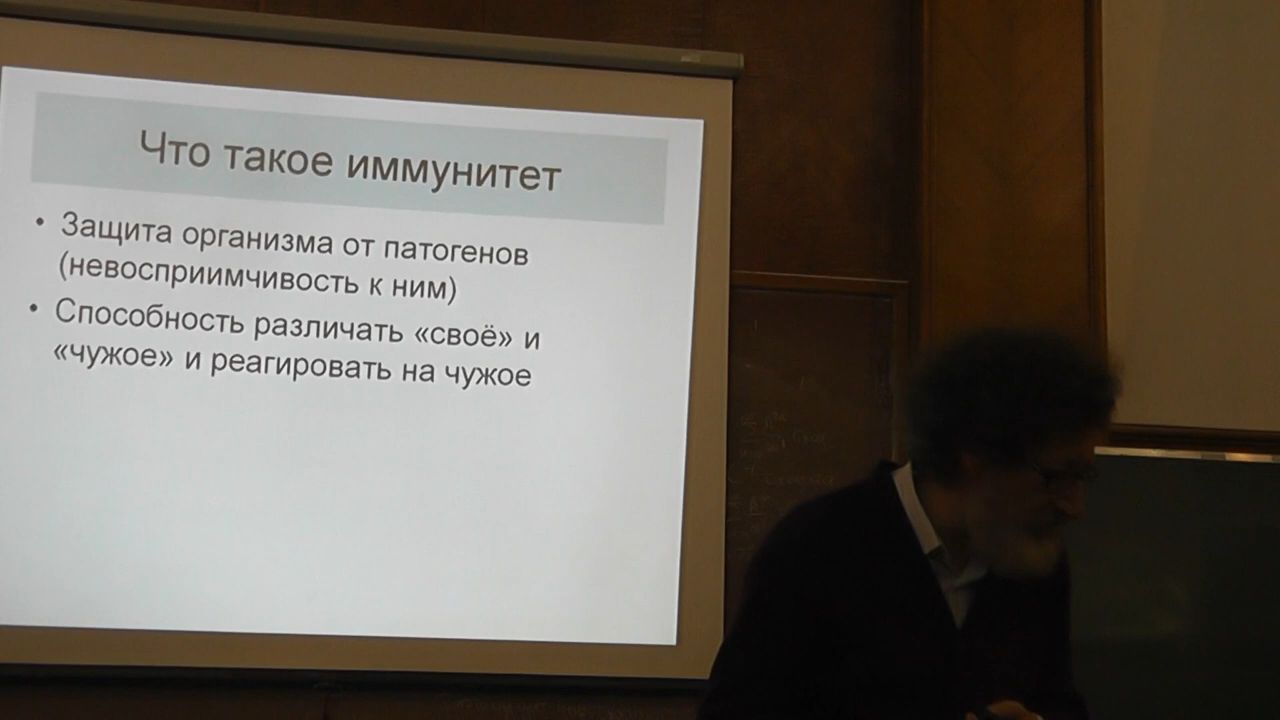 Что такое иммунитет
• Защита организма от патогенов
(невосприимчивость к ним)
• Способность различать «своё» и
«чужое» и реагировать на чужое